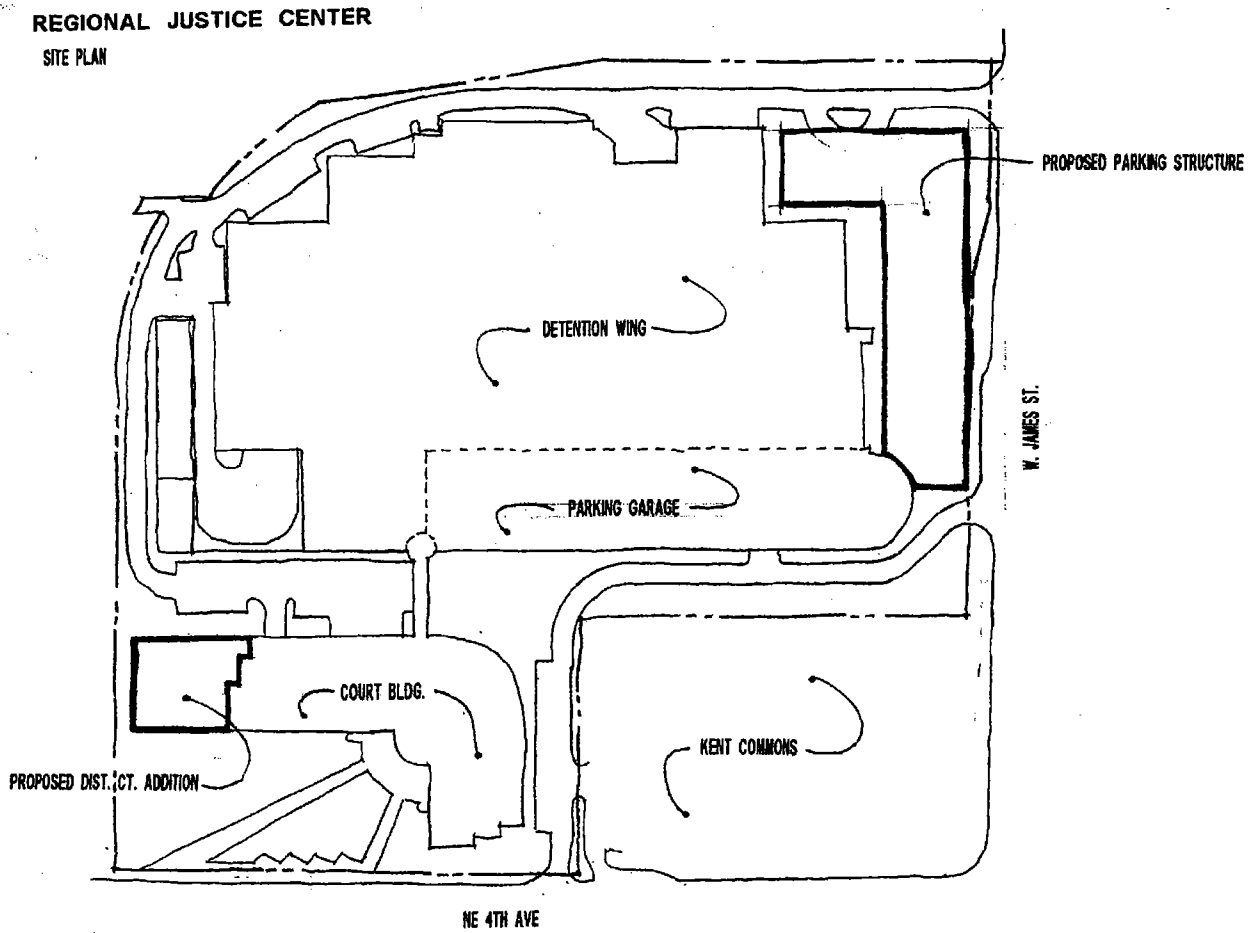 REGIONAL JUSTICE CENTER
SITE PLAN
PROPOSED PARKING STRUCTURE
DETENTION WING
W. JAMES ST.
PARKING GARAGE
COURT BLDG.
KENT COMMONS
PROPOSED DIST. CT. ADDITION
NE 4TH AVE